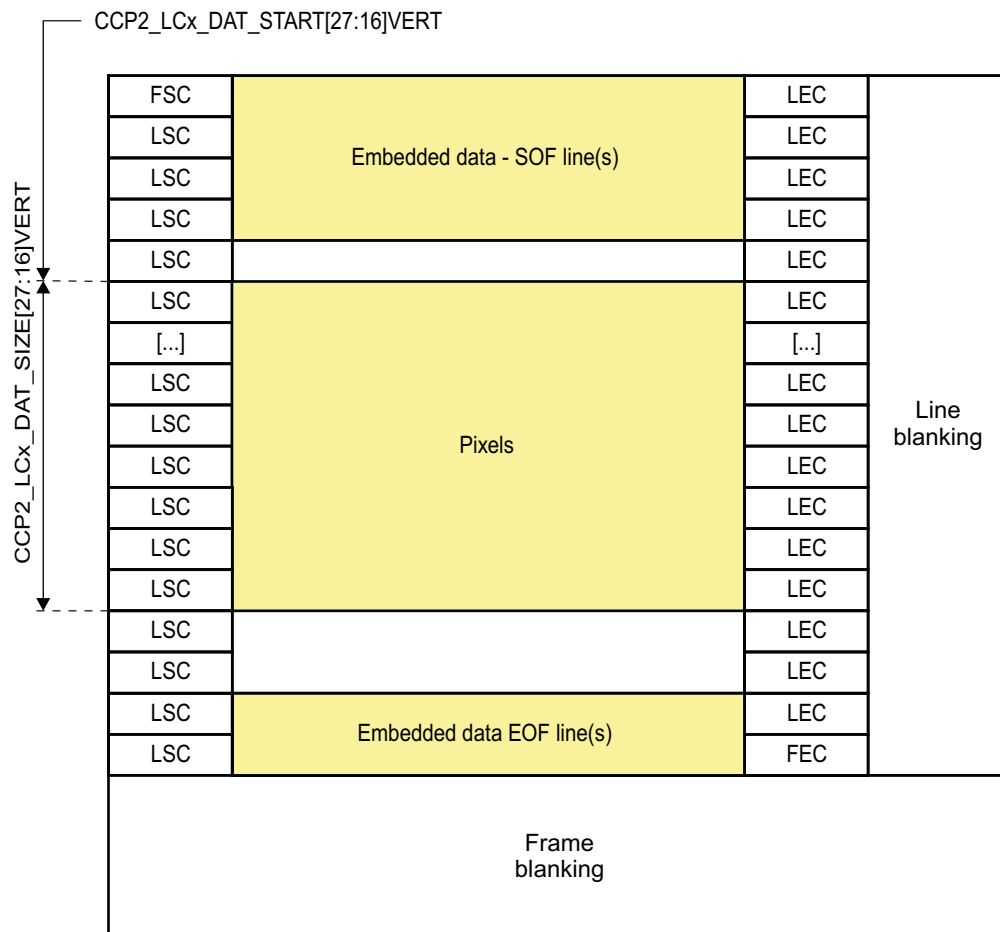 CCP2_LCx_DAT_START[27:16]VERT
FSC LEC
LSC LEC
Embedded data - SOF line(s)
LSC LEC
LSC LEC
LSC LEC
CCP2_LCx_DAT_SIZE[27:16]VERT
LSC LEC
[...] [...]
LSC LEC
Line
blanking
LSC LEC
Pixels
LSC LEC
LSC LEC
LSC LEC
LSC LEC
LSC LEC
LSC LEC
LSC LEC
Embedded data EOF line(s)
LSC FEC
Frame
blanking